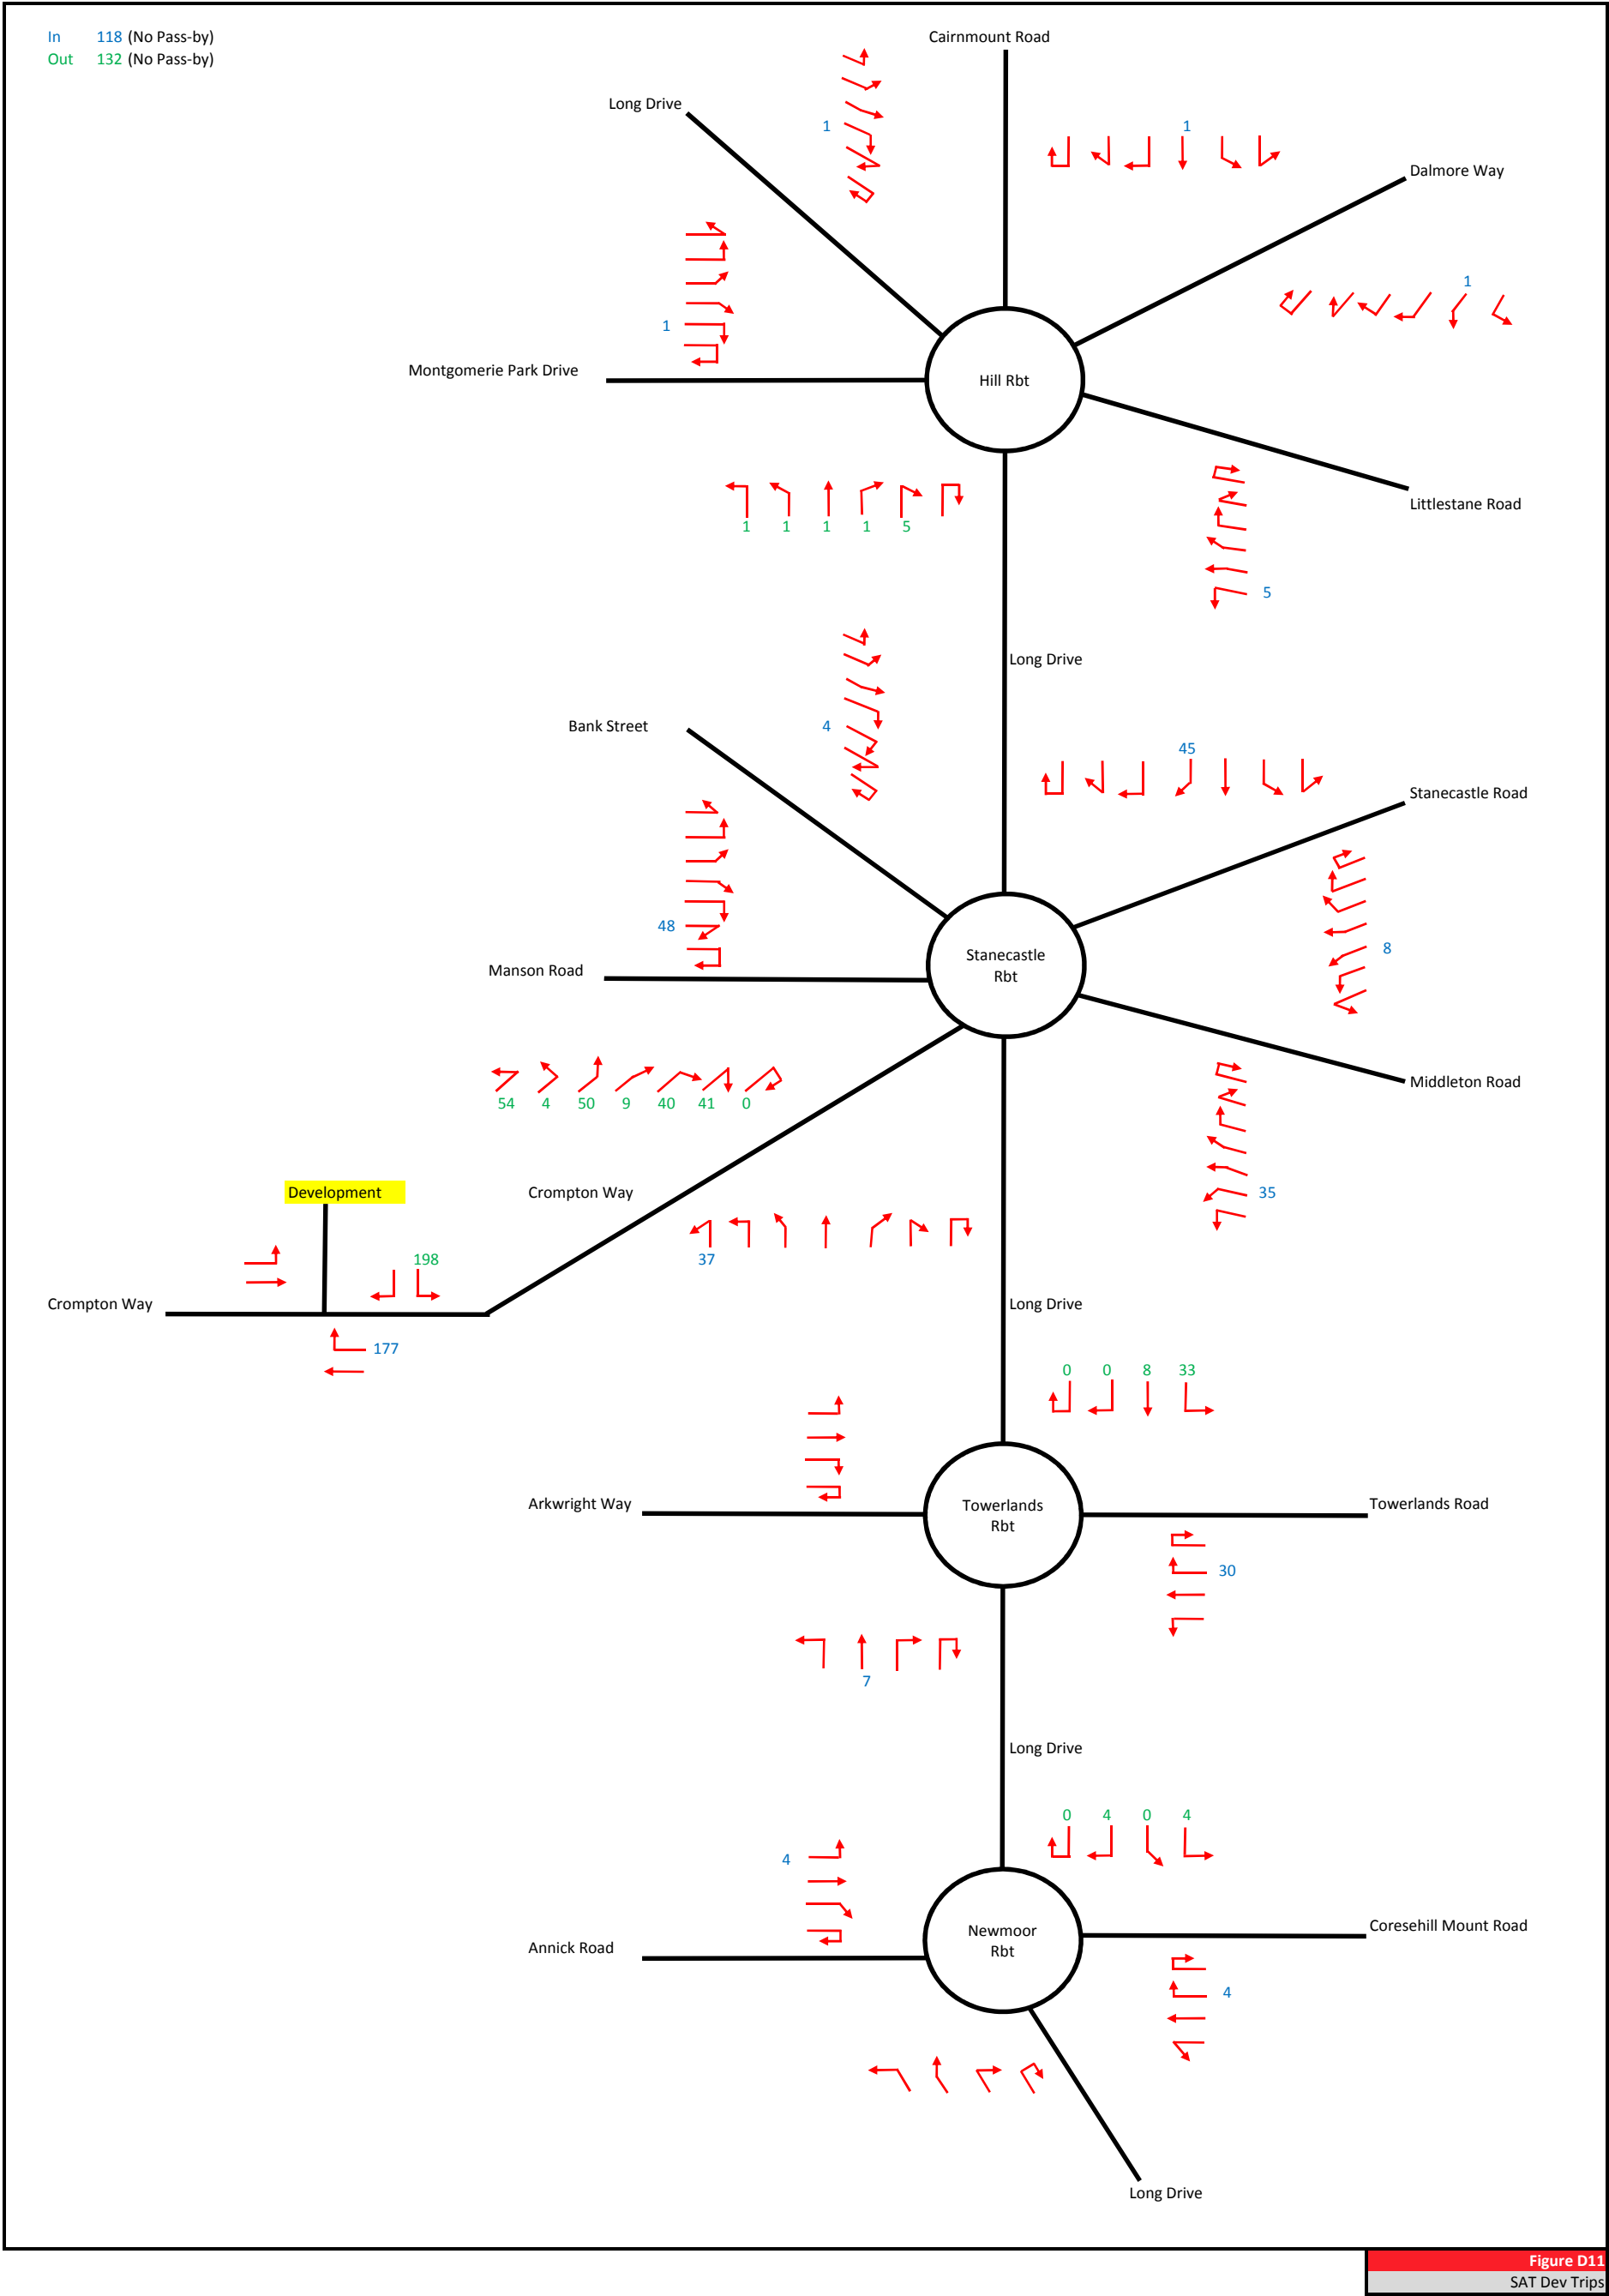 In 118 (No Pass-by)
Out 132 (No Pass-by)
Cairnmount Road
Long Drive
1
1
Dalmore Way
1
1
Montgomerie Park Drive
Hill Rbt
Littlestane Road
1 1 1 1 5
5
Long Drive
Bank Street
4
45
Stanecastle Road
48
8
Manson Road
Stanecastle
Rbt
Middleton Road
54 4 50 9 40 41 0
Development
Crompton Way
35
37
198
Crompton Way
Long Drive
177
0 0 8 33
Arkwright Way
Towerlands
Rbt
Towerlands Road
30
7
Long Drive
0 4 0 4
4
Annick Road
Newmoor
Rbt
Coresehill Mount Road
4
Long Drive
Figure D11
SAT Dev Trips